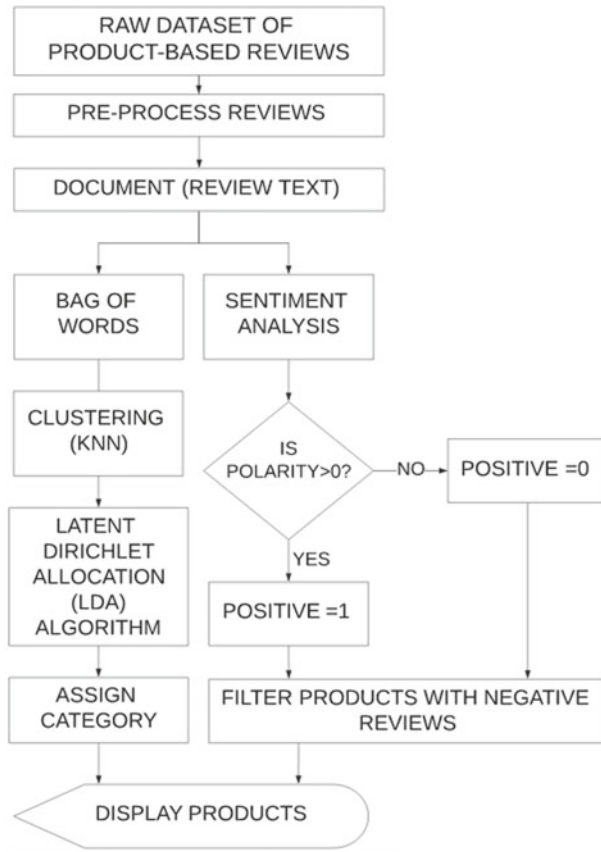 RAW DATASET OF
PRODUCT-BASED REVIEWS
PRE-PROCESS REVIEWS
DOCUMENT (REVIEW TEXT)
BAG OF
WORDS
SENTIMENT
ANALYSIS
CLUSTERING
(KNN)
IS
POLARITY>0?
NO
POSITIVE =0
LATENT
DIRICHLET
ALLOCATION
(LDA)
ALGORITHM
YES
POSITIVE =1
ASSIGN
CATEGORY
FILTER PRODUCTS WITH NEGATIVE
REVIEWS
DISPLAY PRODUCTS